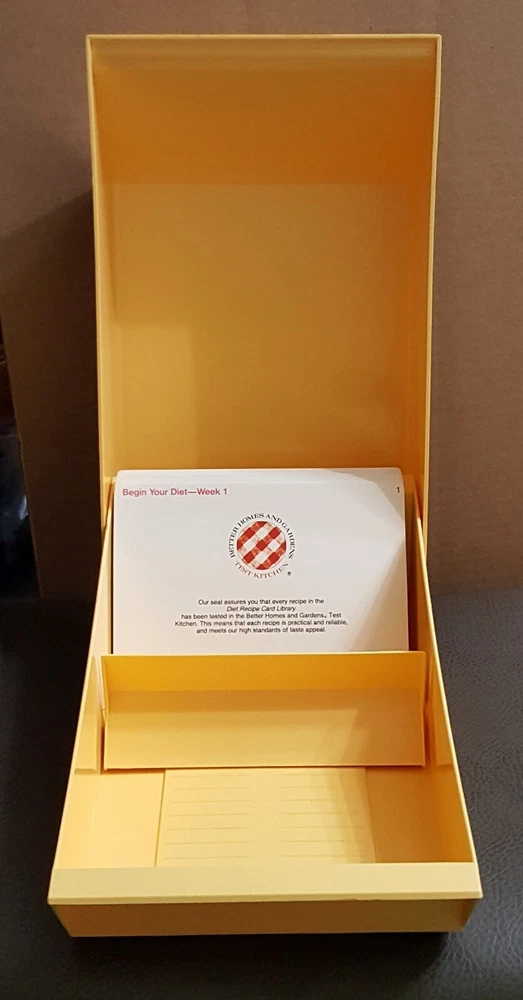 Begin Your Diet—Week 1
1
BETTER HOMES AND GARDENS
TEST KITCHEN ®
Our seal assures you that every recipe in the
Diet Recipe Card Library
has been tested in the Better Homes and Gardens® Test
Kitchen. This means that each recipe is practical and reliable,
and meets our high standards of taste appeal.